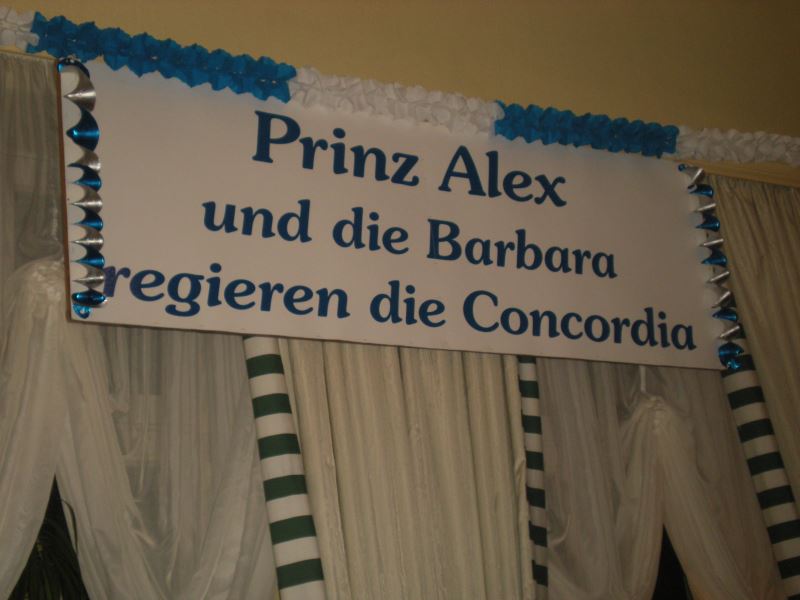 Prinz Alex
und die Barbara
regieren die Concordia